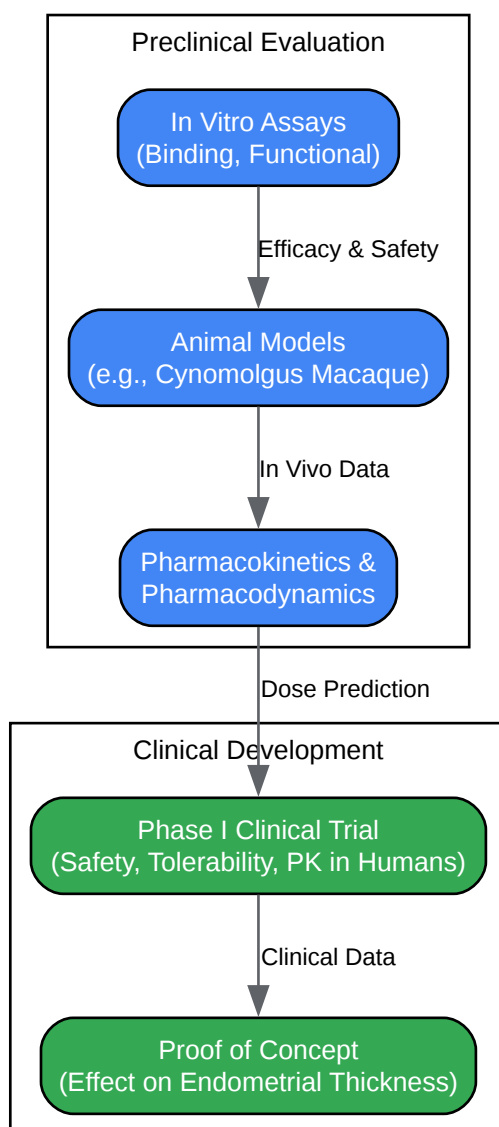 Preclinical Evaluation
In Vitro Assays
(Binding, Functional)
Efficacy & Safety
Animal Models
(e.g., Cynomolgus Macaque)
In Vivo Data
Pharmacokinetics &
Pharmacodynamics
Dose Prediction
Clinical Development
Phase I Clinical Trial
(Safety, Tolerability, PK in Humans)
Clinical Data
Proof of Concept
(Effect on Endometrial Thickness)